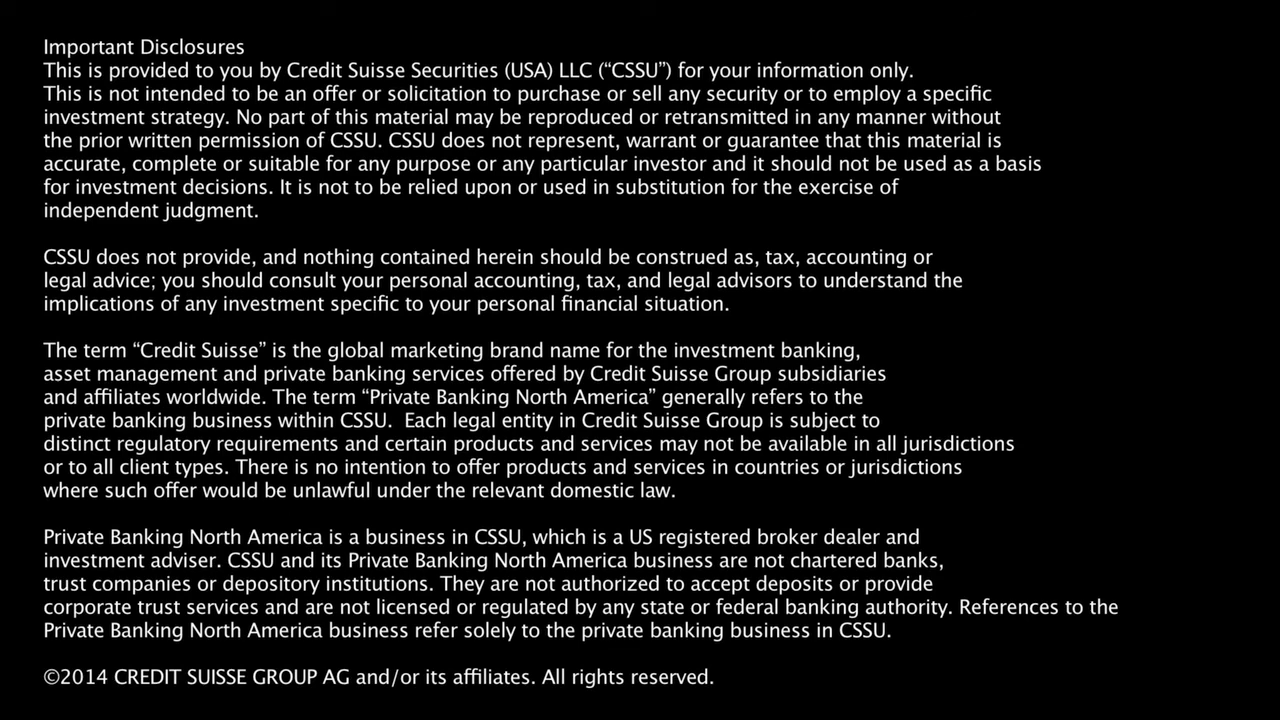 Important Disclosures
This is provided to you by Credit Suisse Securities (USA) LLC (“CSSU”) for your information only.
This is not intended to be an offer or solicitation to purchase or sell any security or to employ a specific
investment strategy. No part of this material may be reproduced or retransmitted in any manner without
the prior written permission of CSSU. CSSU does not represent, warrant or guarantee that this material is
accurate, complete or suitable for any purpose or any particular investor and it should not be used as a basis
for investment decisions. It is not to be relied upon or used in substitution for the exercise of
independent judgment.
CSSU does not provide, and nothing contained herein should be construed as, tax, accounting or
legal advice; you should consult your personal accounting, tax, and legal advisors to understand the
implications of any investment specific to your personal financial situation.
The term “Credit Suisse” is the global marketing brand name for the investment banking,
asset management and private banking services offered by Credit Suisse Group subsidiaries
and affiliates worldwide. The term “Private Banking North America” generally refers to the
private banking business within CSSU.  Each legal entity in Credit Suisse Group is subject to
distinct regulatory requirements and certain products and services may not be available in all jurisdictions
or to all client types. There is no intention to offer products and services in countries or jurisdictions
where such offer would be unlawful under the relevant domestic law.
Private Banking North America is a business in CSSU, which is a US registered broker dealer and
investment adviser. CSSU and its Private Banking North America business are not chartered banks,
trust companies or depository institutions. They are not authorized to accept deposits or provide
corporate trust services and are not licensed or regulated by any state or federal banking authority. References to the
Private Banking North America business refer solely to the private banking business in CSSU.
©2014 CREDIT SUISSE GROUP AG and/or its affiliates. All rights reserved.